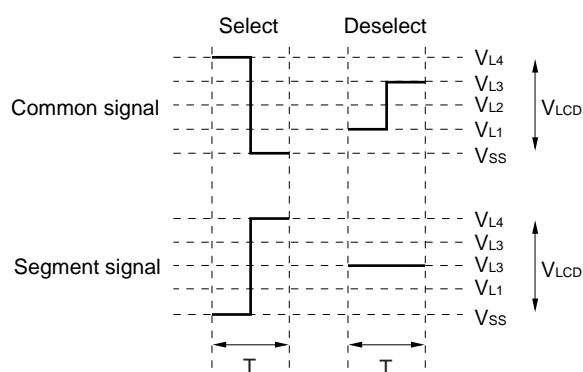 Select
Deselect
VL4
VL3
VL2
VL1
VSS
Common signal
VLCD
VL4
VL3
VL3
VL1
VSS
Segment signal
VLCD
T
T